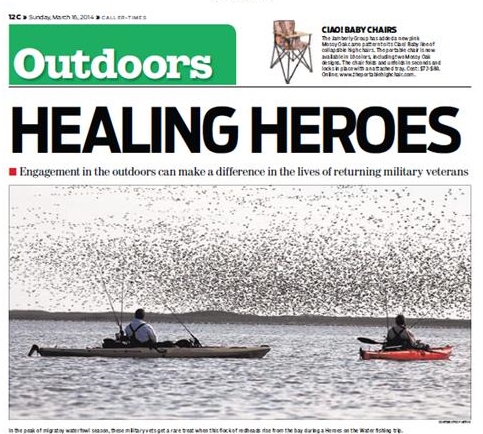 12C » Sunday, March 16, 2014 » CALLER-TIMES
Outdoors
CIAO! BABY CHAIRS
The Jamberly Group has added a new pink
Mossy Oak camo pattern to its Ciao! Baby line of
collapsible highchairs. The portable chair is now
available in 8 colors, including two Mossy Oak
designs. The chair folds and unfolds in seconds and
locks in place with an attached tray. Cost:
Online: www.theportablehighchair.com.
HEALING HEROES
Engagement in the outdoors can make a difference in the lives of returning military veterans
In the peak of migratory waterfowl season, these military vets get a rare treat when this flock of redheads rise from the bay during a Heroes on the Water fishing trip.